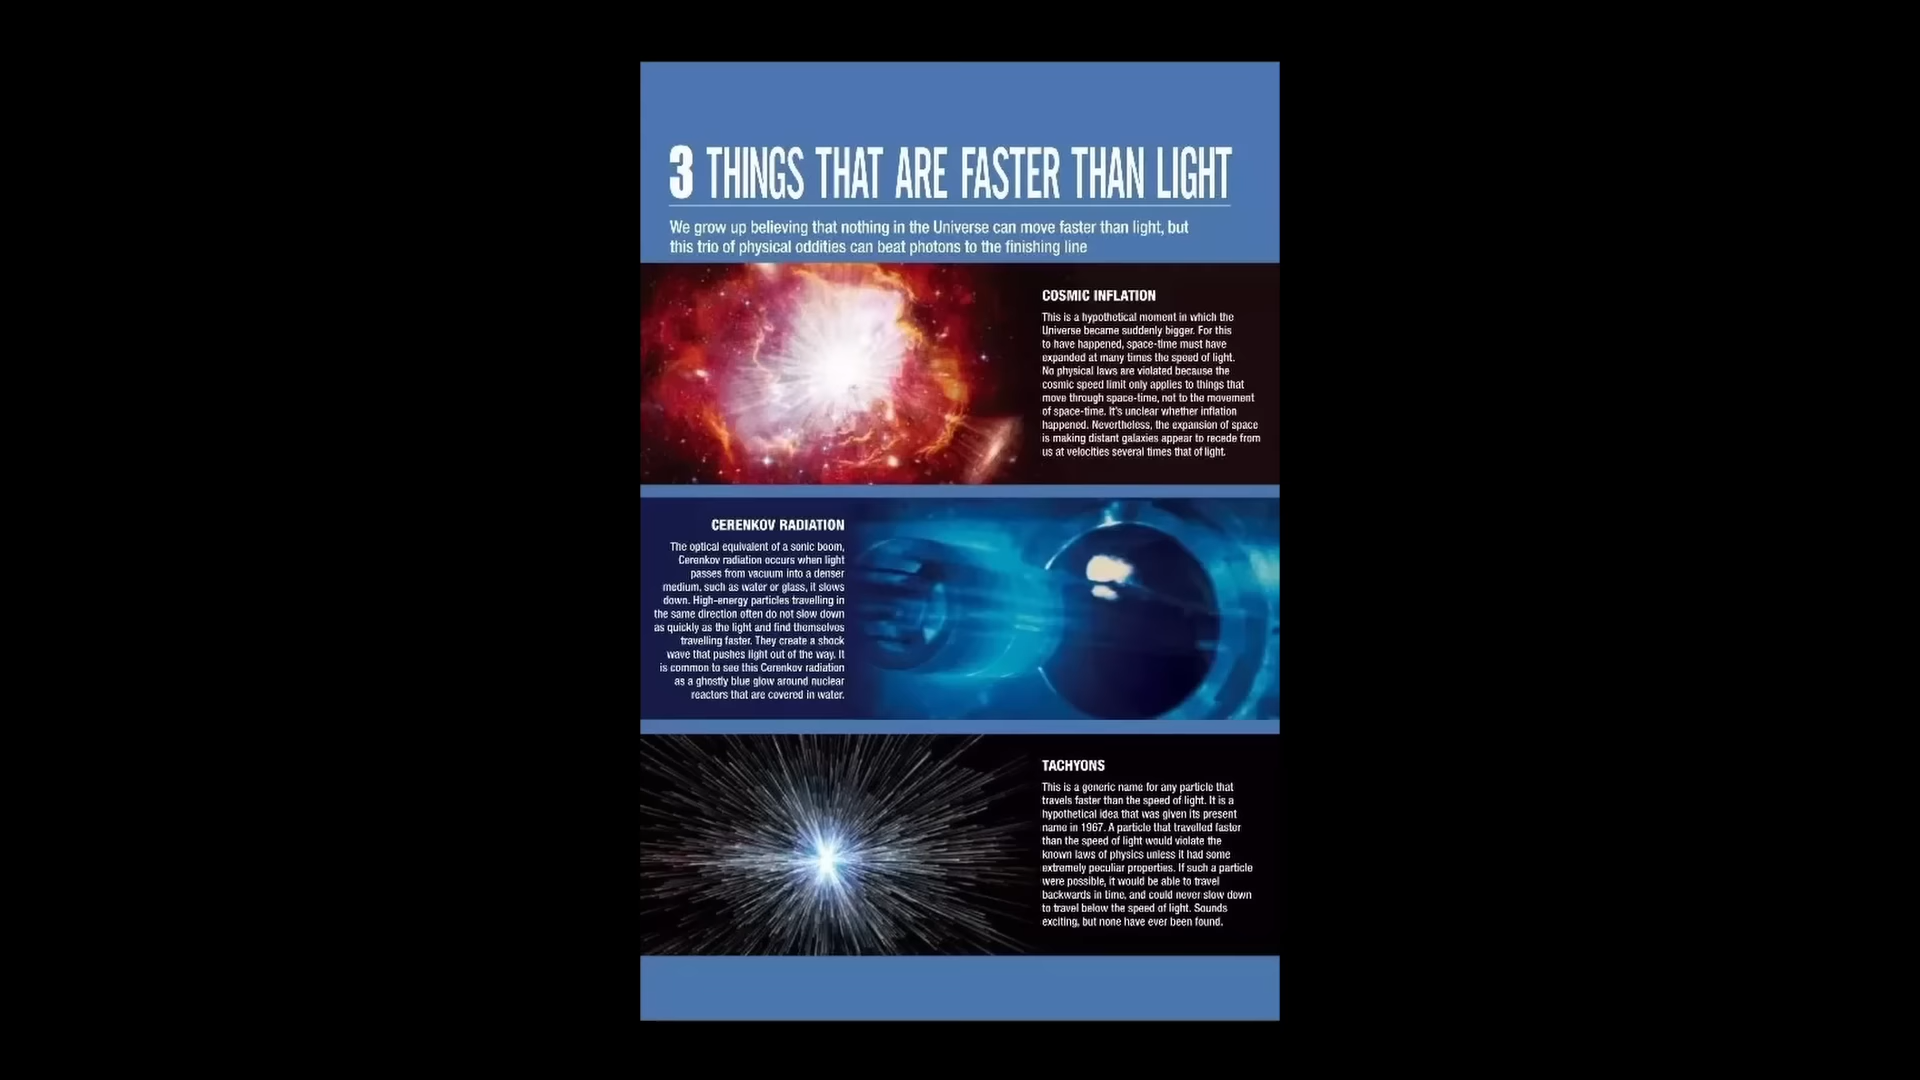 3 THINGS THAT ARE FASTER THAN LIGHT
We grow up believing that nothing in the Universe can move faster than light, but
this trio of physical oddities can beat photons to the finishing line
COSMIC INFLATION
This is a hypothetical moment in which the
Universe became suddenly bigger. For this
to have happened, space-time must have
expanded at many times the speed of light.
No physical laws are violated because the
cosmic speed limit only applies to things that
move through space-time, not to the movement
of space-time. It's unclear whether inflation
happened. Nevertheless, the expansion of space
is making distant galaxies appear to recede from
us at velocities several times that of light.
CERENKOV RADIATION
The optical equivalent of a sonic boom,
Cerenkov radiation occurs when light
passes from vacuum into a denser
medium, such as water or glass, it slows
down. High-energy particles travelling in
the same direction often do not slow down
as quickly as the light and find themselves
travelling faster. They create a shock
wave that pushes light out of the way. It
is common to see this Cerenkov radiation
as a ghostly blue glow around nuclear
reactors that are covered in water.
TACHYONS
This is a generic name for any particle that
travels faster than the speed of light. It is a
hypothetical idea that was given its present
name in 1967. A particle that travelled faster
than the speed of light would violate the
known laws of physics unless it had some
extremely peculiar properties. If such a particle
were possible, it would be able to travel
backwards in time, and could never slow down
to travel below the speed of light. Sounds
exciting, but none have ever been found.